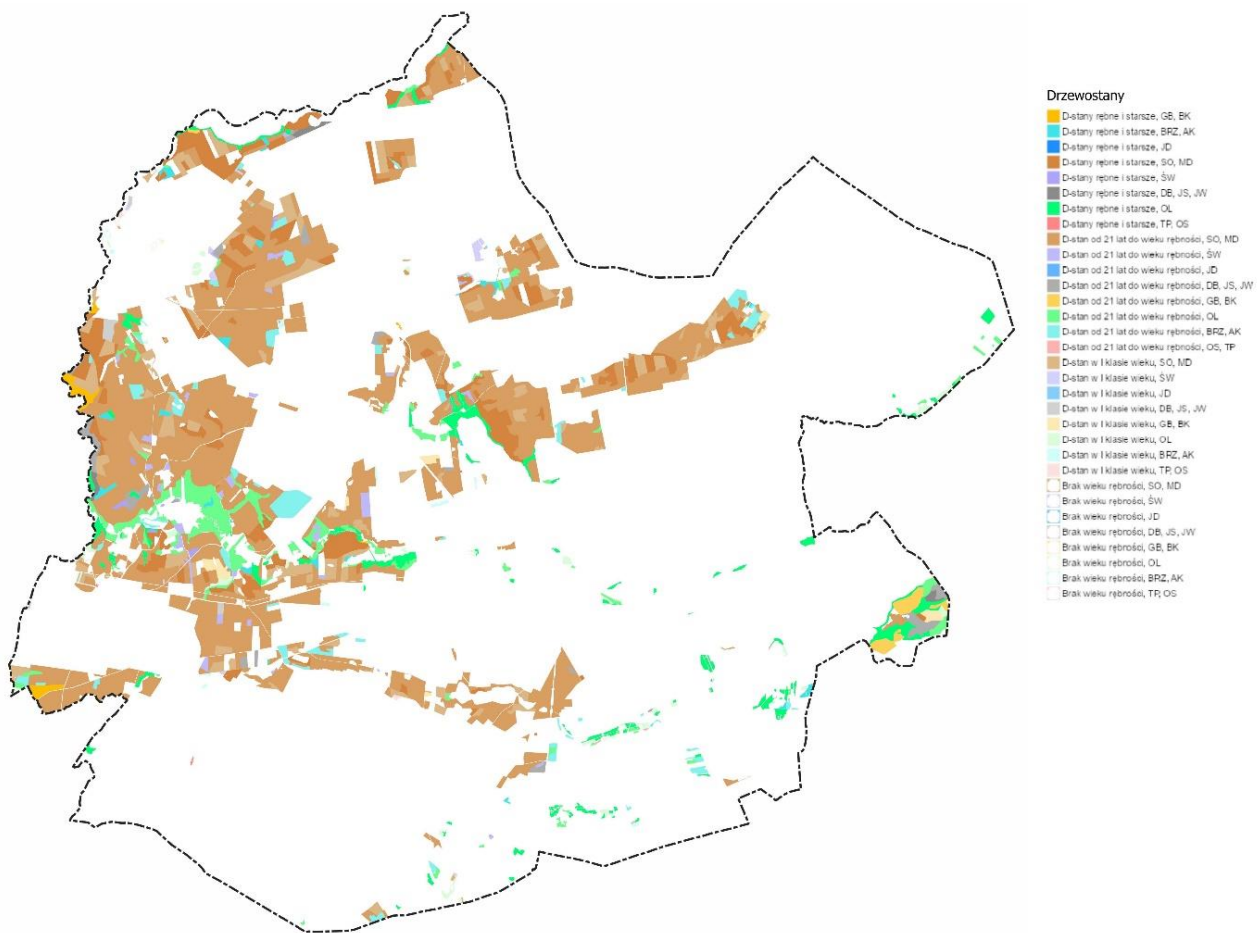 Drzewostany
D-stany rębne i starsze, GB, BK
D-stany rębne i starsze, BRZ, AK
D-stany rębne i starsze, JD
D-stany rębne i starsze, SO, MD
D-stany rębne i starsze, ŚW
D-stany rębne i starsze, DB, JS, JW
D-stany rębne i starsze, OL
D-stany rębne i starsze, TP, OS
D-stan od 21 lat do wieku rębności, SO, MD
D-stan od 21 lat do wieku rębności, ŚW
D-stan od 21 lat do wieku rębności, JD
D-stan od 21 lat do wieku rębności, DB, JS, JW
D-stan od 21 lat do wieku rębności, GB, BK
D-stan od 21 lat do wieku rębności, OL
D-stan od 21 lat do wieku rębności, BRZ, AK
D-stan od 21 lat do wieku rębności, OS, TP
D-stan w I klasie wieku, SO, MD
D-stan w I klasie wieku, ŚW
D-stan w I klasie wieku, JD
D-stan w I klasie wieku, DB, JS, JW
D-stan w I klasie wieku, GB, BK
D-stan w I klasie wieku, OL
D-stan w I klasie wieku, BRZ, AK
D-stan w I klasie wieku, TP, OS
Brak wieku rębności, SO, MD
Brak wieku rębności, ŚW
Brak wieku rębności, JD
Brak wieku rębności, DB, JS, JW
Brak wieku rębności, GB, BK
Brak wieku rębności, OL
Brak wieku rębności, BRZ, AK
Brak wieku rębności, TP, OS